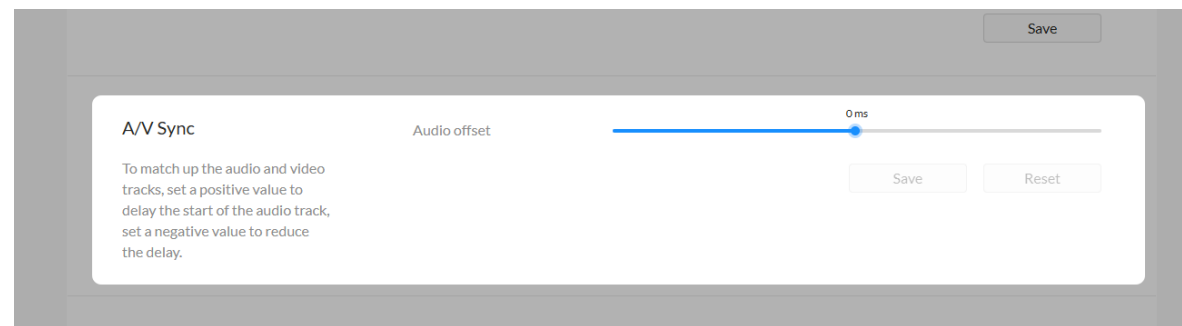 Save
A/V Sync
Audio offset
0 ms
To match up the audio and video
tracks, set a positive value to
delay the start of the audio track,
set a negative value to reduce
the delay.
Save
Reset